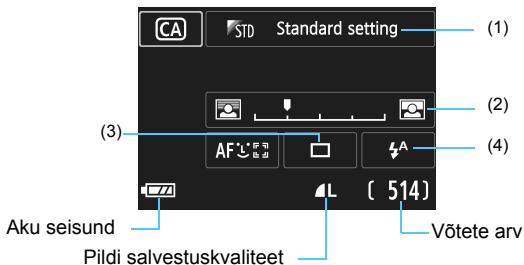 CA STD Standard setting (1)
(2)
(3)
AF A (4)
L [ 514]
Aku seisund Võtete arv
Pildi salvestuskvaliteet